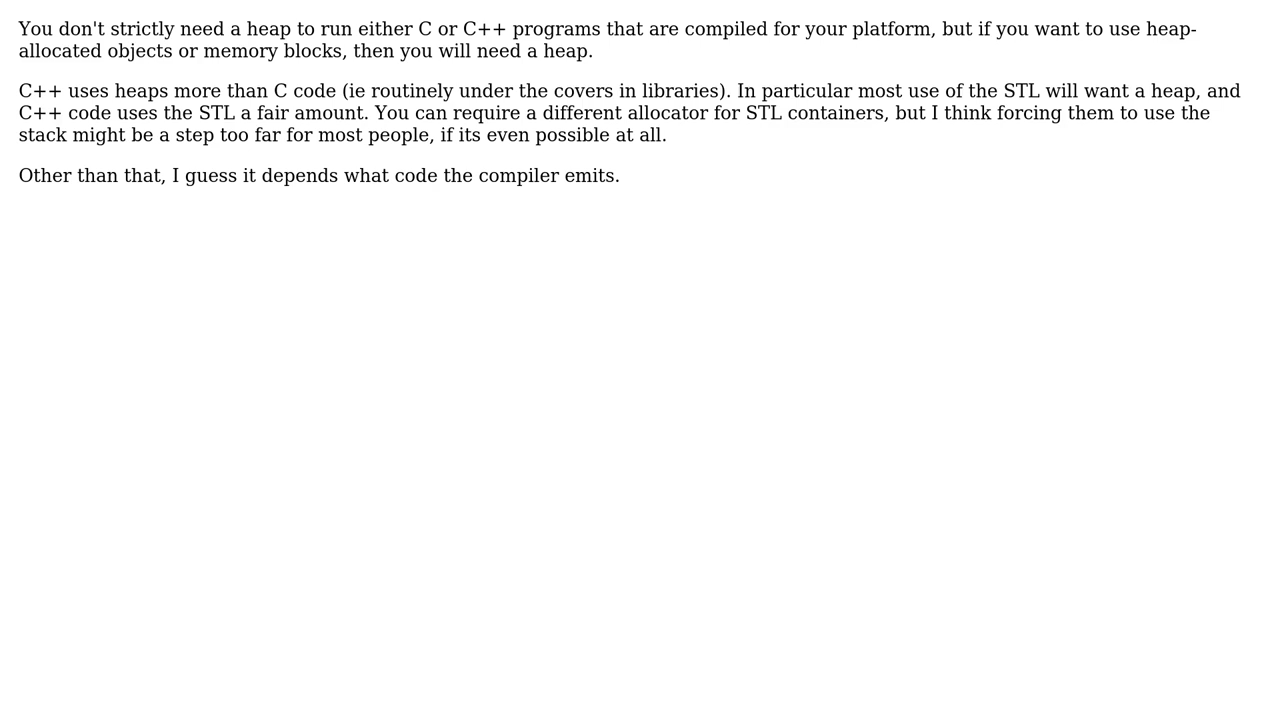 You don't strictly need a heap to run either C or C++ programs that are compiled for your platform, but if you want to use heap-
allocated objects or memory blocks, then you will need a heap.
C++ uses heaps more than C code (ie routinely under the covers in libraries). In particular most use of the STL will want a heap, and
C++ code uses the STL a fair amount. You can require a different allocator for STL containers, but I think forcing them to use the
stack might be a step too far for most people, if its even possible at all.
Other than that, I guess it depends what code the compiler emits.